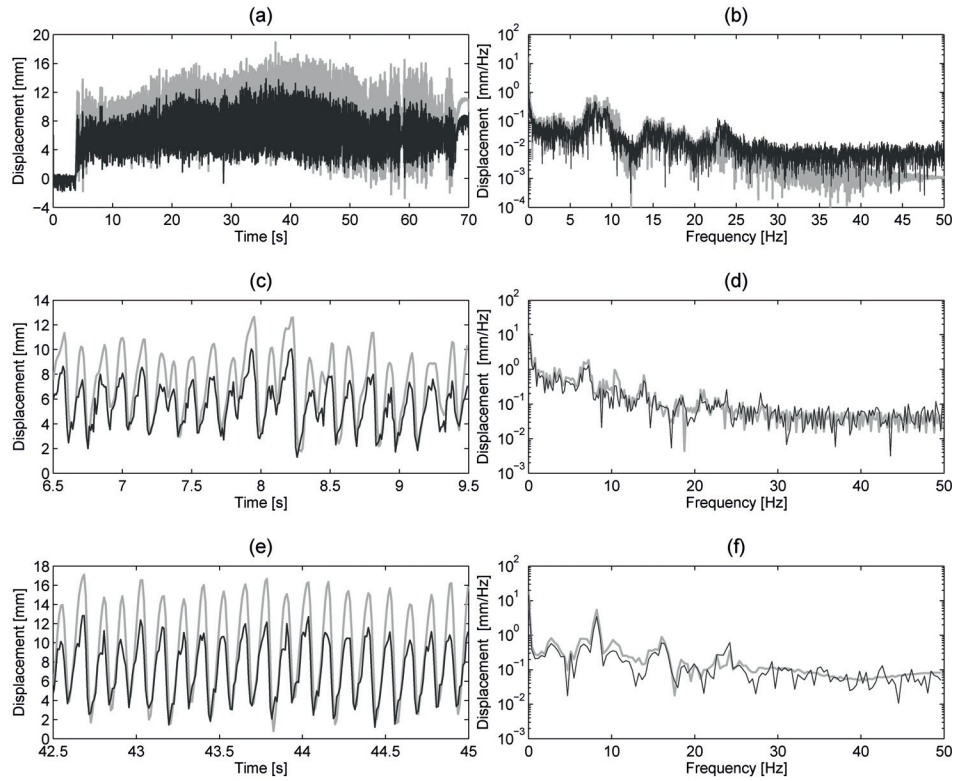 (a)
20
16
12
8
4
0
−4
Displacement [mm]
0 10 20 30 40 50 60 70
Time [s]
(b)
10^2
10^1
10^0
10^-1
10^-2
10^-3
10^-4
Displacement [mm/Hz]
0 5 10 15 20 25 30 35 40 45 50
Frequency [Hz]
(c)
14
12
10
8
6
4
2
0
Displacement [mm]
6.5 7 7.5 8 8.5 9 9.5
Time [s]
(d)
10^2
10^1
10^0
10^-1
10^-2
10^-3
Displacement [mm/Hz]
0 10 20 30 40 50
Frequency [Hz]
(e)
18
16
14
12
10
8
6
4
2
0
Displacement [mm]
42.5 43 43.5 44 44.5 45
Time [s]
(f)
10^2
10^1
10^0
10^-1
10^-2
10^-3
Displacement [mm/Hz]
0 10 20 30 40 50
Frequency [Hz]